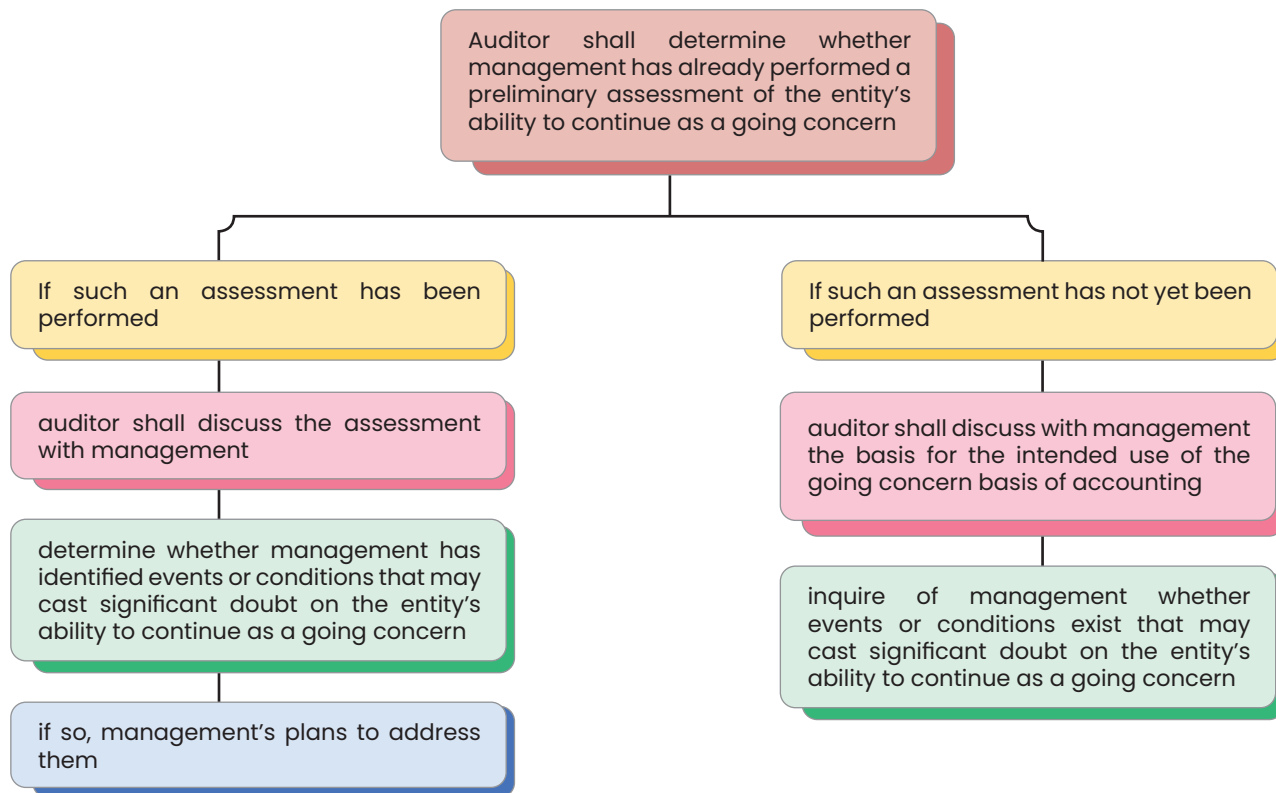 Auditor shall determine whether
management has already performed a
preliminary assessment of the entity’s
ability to continue as a going concern
If such an assessment has been
performed
auditor shall discuss the assessment
with management
determine whether management has
identified events or conditions that may
cast significant doubt on the entity’s
ability to continue as a going concern
if so, management’s plans to address
them
If such an assessment has not yet been
performed
auditor shall discuss with management
the basis for the intended use of the
going concern basis of accounting
inquire of management whether
events or conditions exist that may
cast significant doubt on the entity’s
ability to continue as a going concern